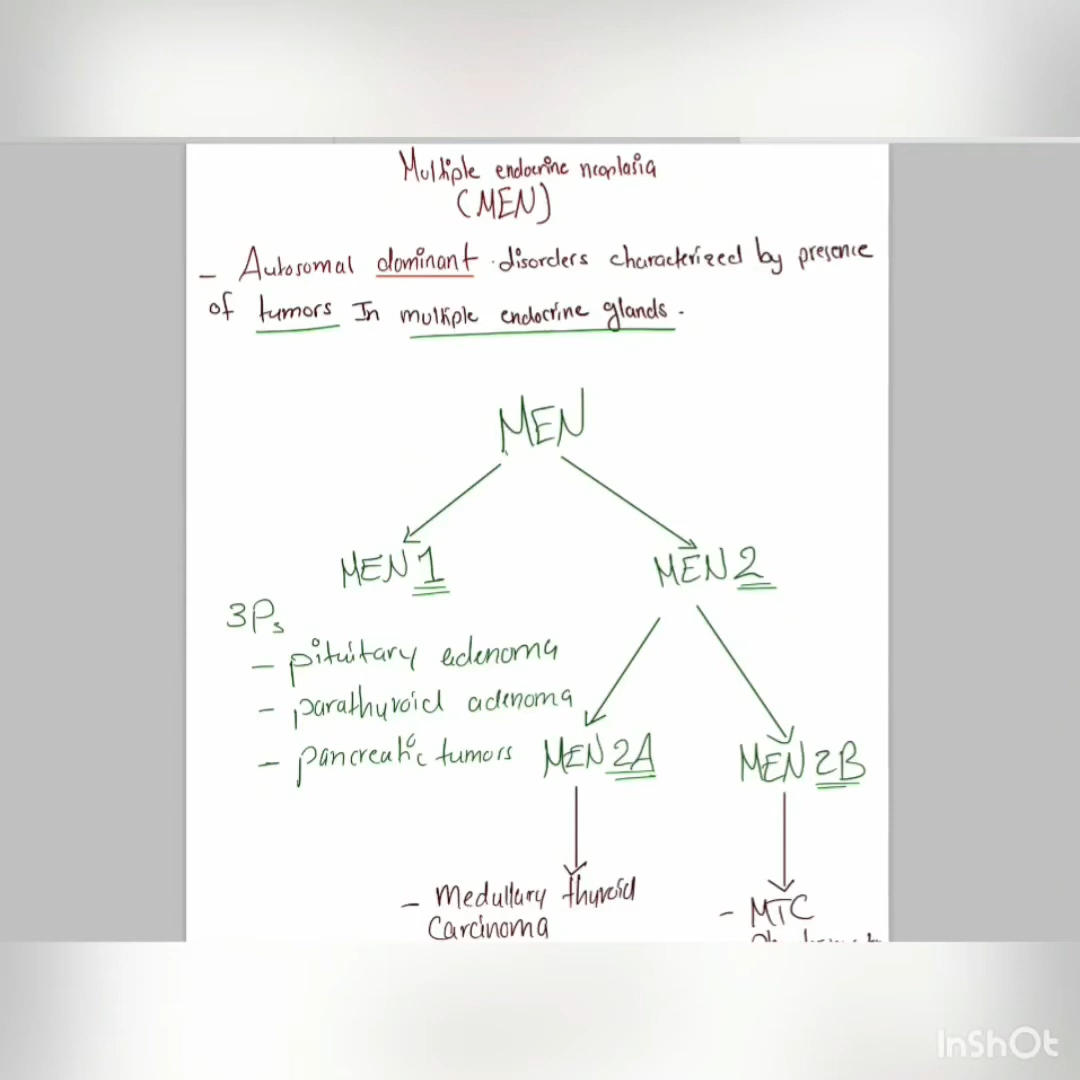 Multiple endocrine neoplasia
(MEN)
- Autosomal dominant disorders characterized by presence
of tumors In multiple endocrine glands.
MEN
MEN 1
MEN 2
3Ps
- pituitary adenoma
- parathyroid adenoma
- pancreatic tumors
MEN 2A
MEN 2B
- Medullary thyroid
Carcinoma
- MTC
InShOt